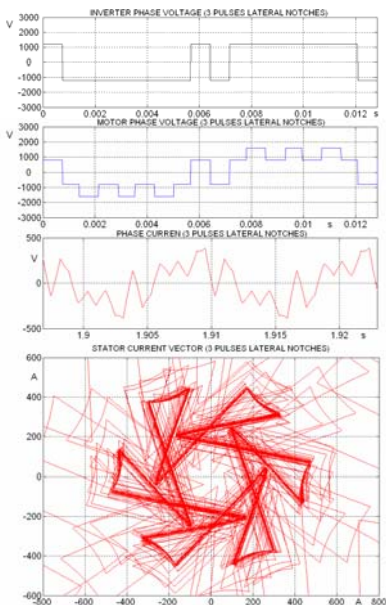 INVERTER PHASE VOLTAGE (3 PULSES LATERAL NOTCHES)
V
3000
2000
1000
0
-1000
-2000
-3000
0 0.002 0.004 0.006 0.008 0.01 0.012 s
MOTOR PHASE VOLTAGE (3 PULSES LATERAL NOTCHES)
V
3000
2000
1000
0
-1000
-2000
-3000
0 0.002 0.004 0.006 0.008 0.01 s 0.012
PHASE CURREN (3 PULSES LATERAL NOTCHES)
500
V
0
-500
1.9 1.905 1.91 1.915 1.92 s
STATOR CURRENT VECTOR (3 PULSES LATERAL NOTCHES)
600
A
400
200
0
-200
-400
-600
-800 -600 -400 -200 0 200 400 600 A 800